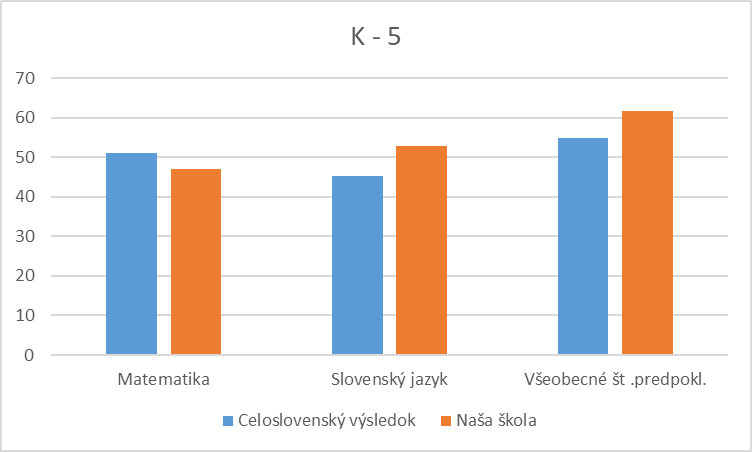 K - 5
70
60
50
40
30
20
10
0
Matematika
Slovenský jazyk
Všeobecné št .predpokl.
Celoslovenský výsledok
Naša škola